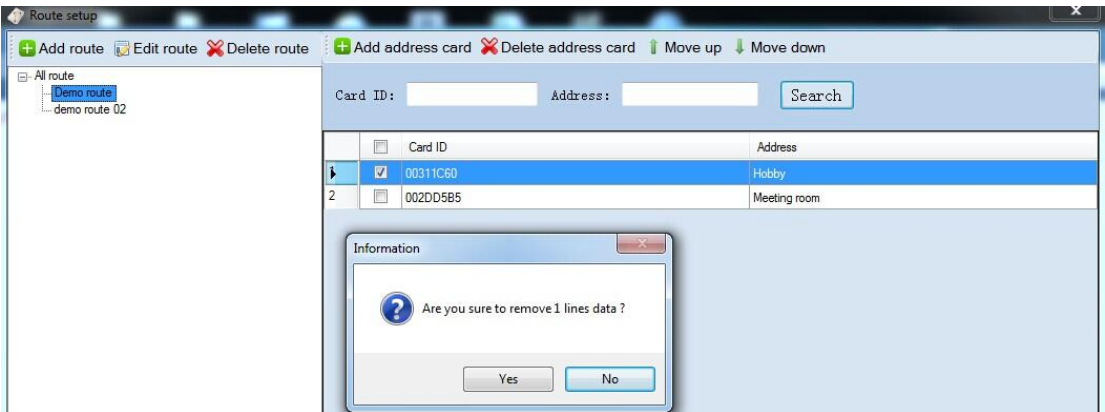 Route setup
Add route Edit route Delete route Add address card Delete address card Move up Move down
All route
Demo route
demo route 02
Card ID: Address: Search
Card ID Address
1 00311C60 Hobby
2 002DD5B5 Meeting room
Information
Are you sure to remove 1 lines data ?
Yes No